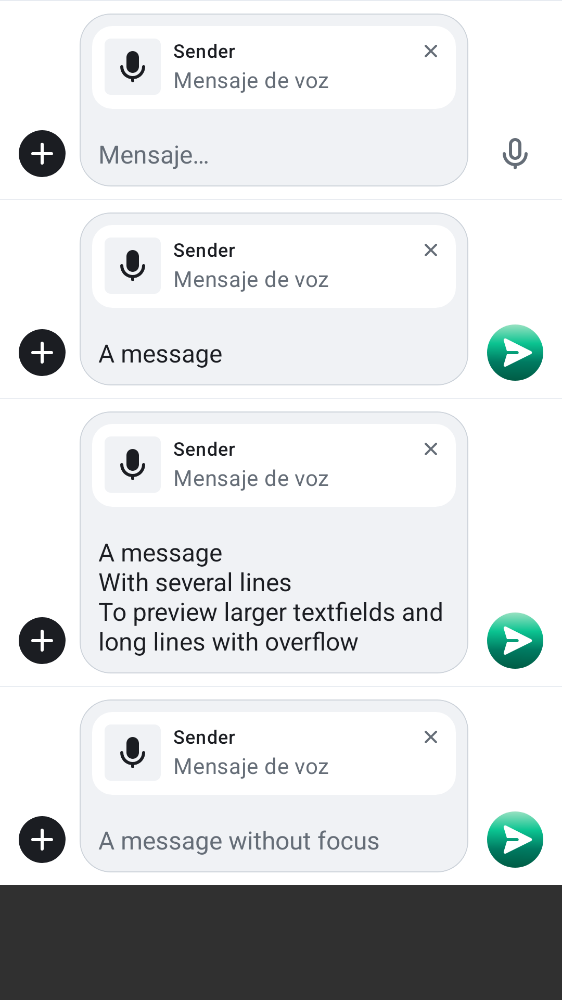 Sender
Mensaje de voz
Mensaje…
Sender
Mensaje de voz
A message
Sender
Mensaje de voz
A message
With several lines
To preview larger textfields and
long lines with overflow
Sender
Mensaje de voz
A message without focus